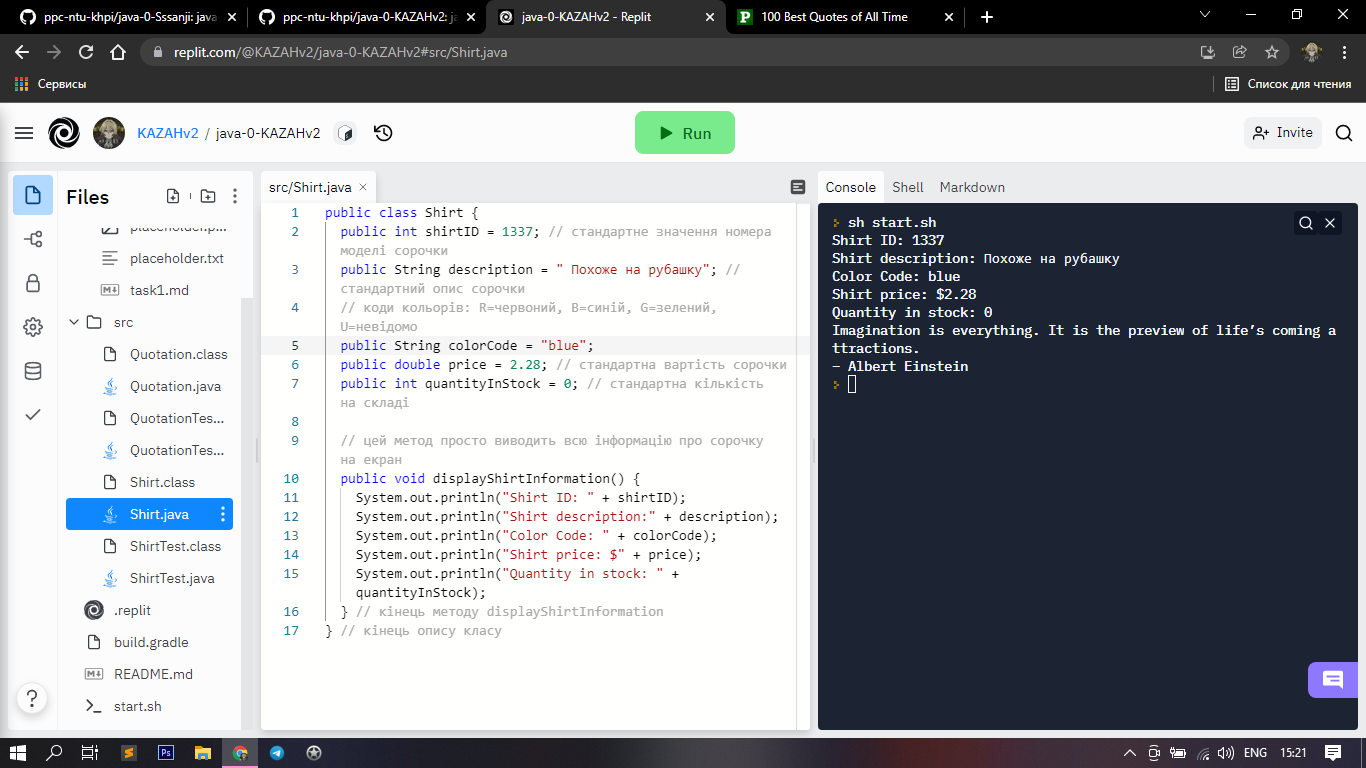 ppc-ntu-khpi/java-0-Sssanji: java
ppc-ntu-khpi/java-0-KAZAHv2: ja
java-0-KAZAHv2 - Replit
100 Best Quotes of All Time
replit.com/@KAZAHv2/java-0-KAZAHv2#src/Shirt.java
Сервисы
Список для чтения
KAZAHv2 / java-0-KAZAHv2
Run
Invite
Files
placeholder.p...
placeholder.txt
task1.md
src
Quotation.class
Quotation.java
QuotationTes...
QuotationTes...
Shirt.class
Shirt.java
ShirtTest.class
ShirtTest.java
.replit
build.gradle
README.md
start.sh
src/Shirt.java
1 public class Shirt {
2 public int shirtID = 1337; // стандартне значення номера
моделі сорочки
3 public String description = " Похоже на рубашку"; //
стандартний опис сорочки
4 // коди кольорів: R=червоний, B=синій, G=зелений,
U=невідомо
5 public String colorCode = "blue";
6 public double price = 2.28; // стандартна вартість сорочки
7 public int quantityInStock = 0; // стандартна кількість
на складі
8
9 // цей метод просто виводить всю інформацію про сорочку
на екран
10 public void displayShirtInformation() {
11 System.out.println("Shirt ID: " + shirtID);
12 System.out.println("Shirt description:" + description);
13 System.out.println("Color Code: " + colorCode);
14 System.out.println("Shirt price: $" + price);
15 System.out.println("Quantity in stock: " +
quantityInStock);
16 } // кінець методу displayShirtInformation
17 } // кінець опису класу
Console Shell Markdown
sh start.sh
Shirt ID: 1337
Shirt description: Похоже на рубашку
Color Code: blue
Shirt price: $2.28
Quantity in stock: 0
Imagination is everything. It is the preview of life’s coming a
ttractions.
– Albert Einstein
ENG 15:21